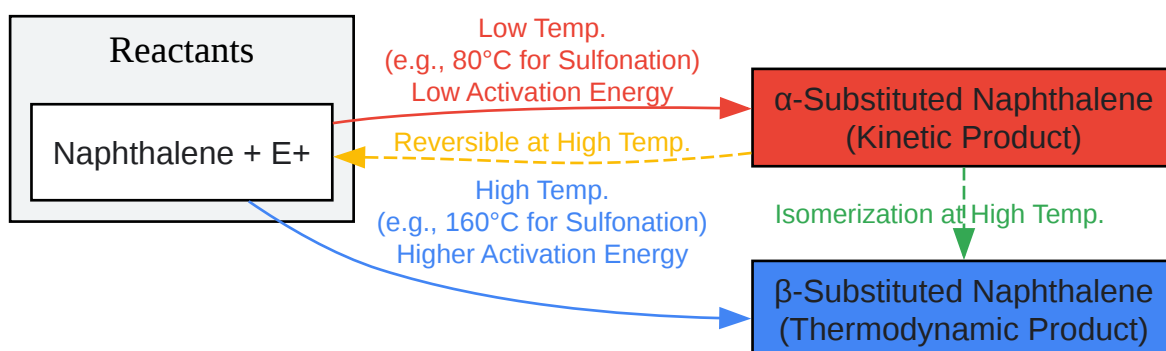 Reactants
Naphthalene + E+
Low Temp.
(e.g., 80°C for Sulfonation)
Low Activation Energy
Reversible at High Temp.
High Temp.
(e.g., 160°C for Sulfonation)
Higher Activation Energy
α-Substituted Naphthalene
(Kinetic Product)
Isomerization at High Temp.
β-Substituted Naphthalene
(Thermodynamic Product)